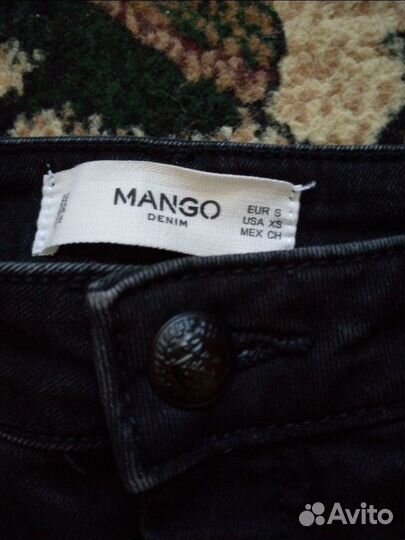 MANGO
DENIM
EUR S
USA XS
MEX CH
Avito